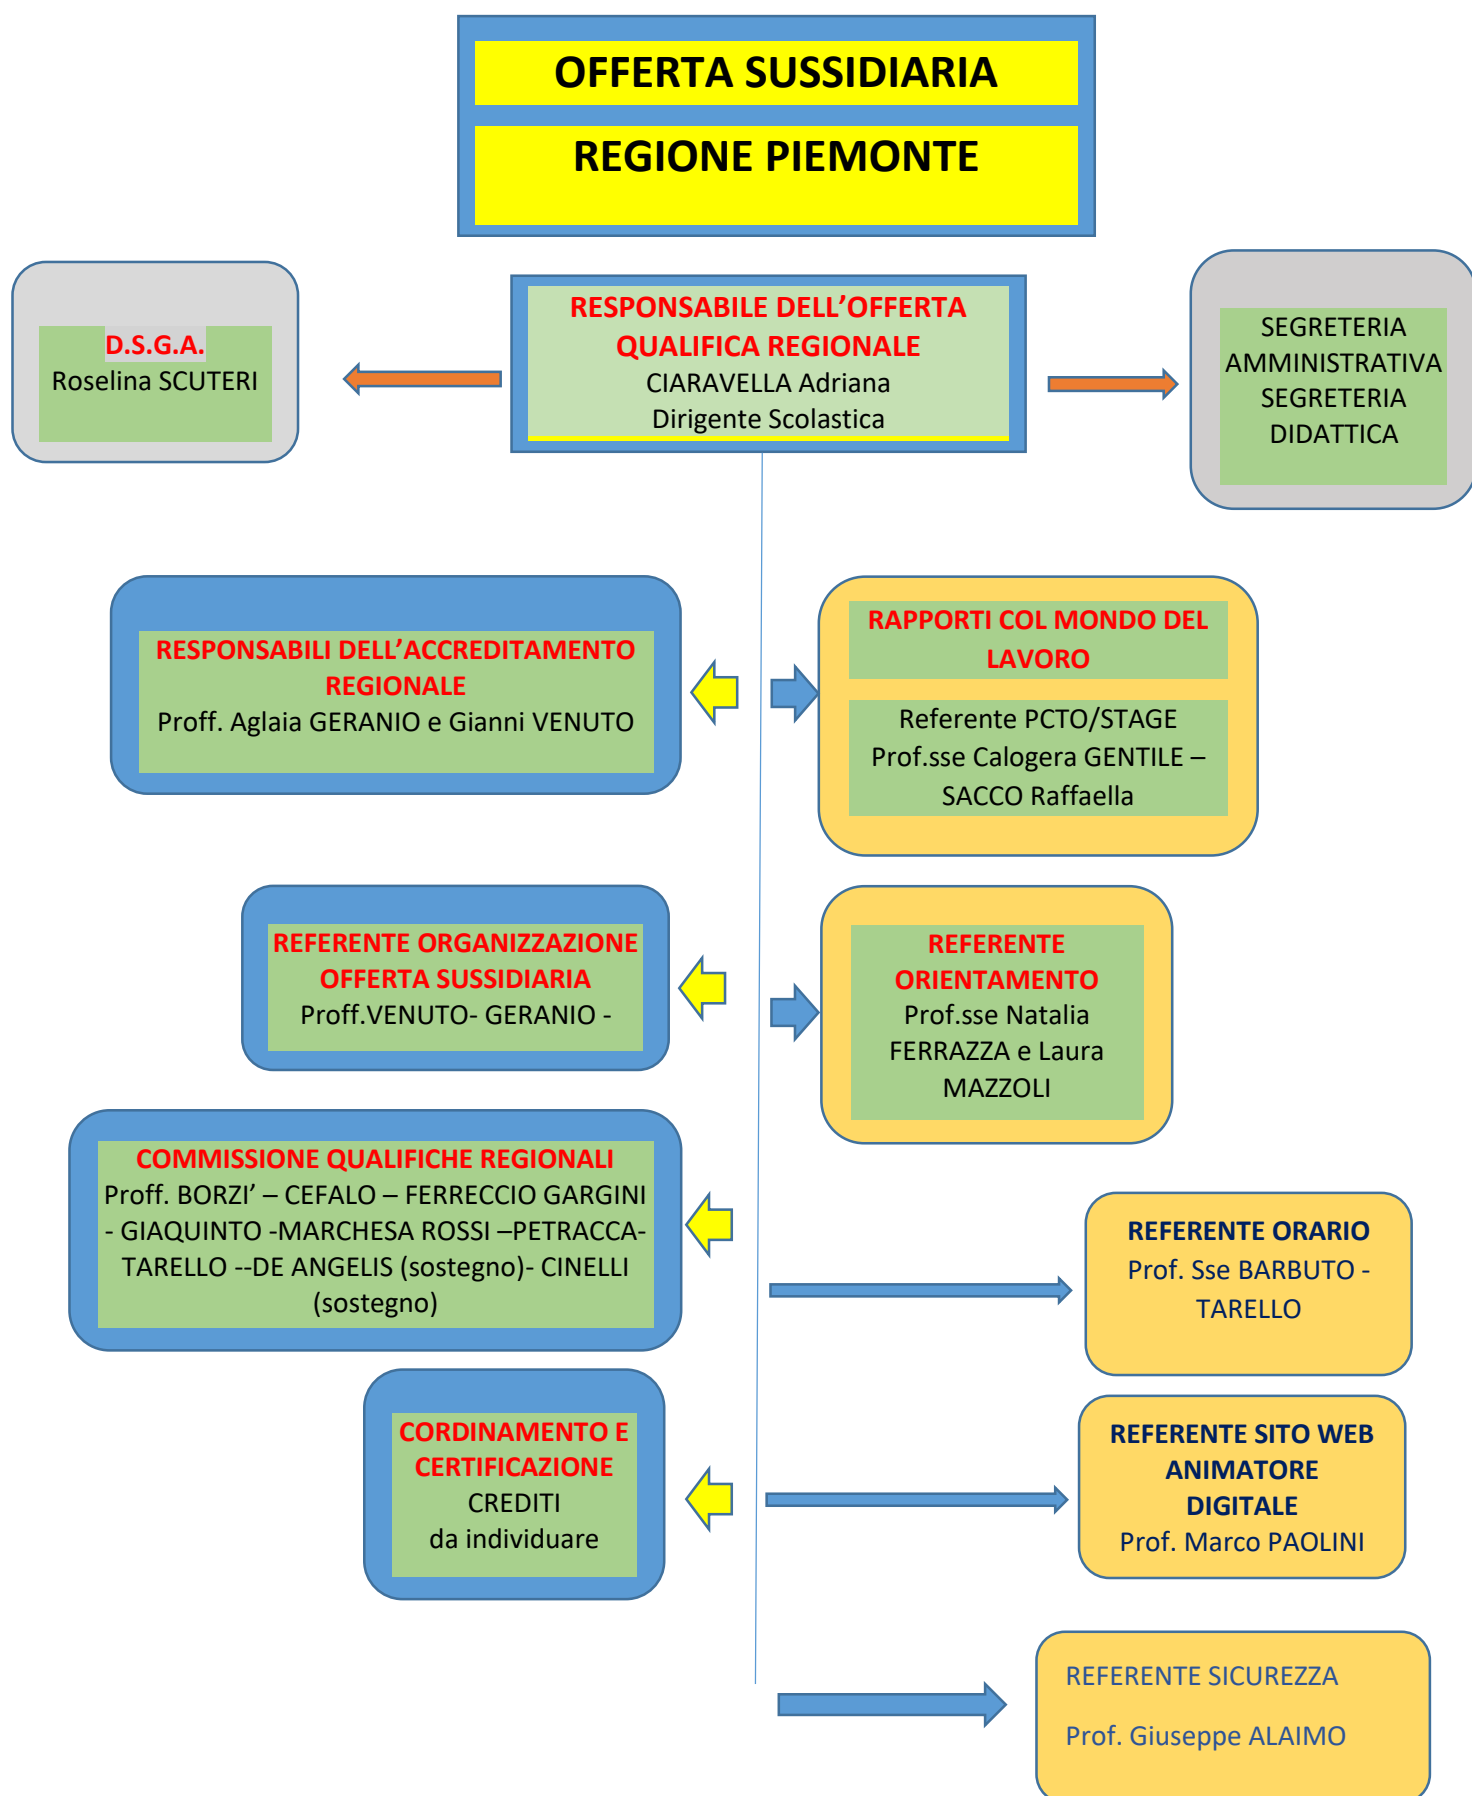 OFFERTA SUSSIDIARIA
REGIONE PIEMONTE
D.S.G.A.
Roselina SCUTERI
RESPONSABILE DELL’OFFERTA
QUALIFICA REGIONALE
CIARAVELLA Adriana
Dirigente Scolastica
SEGRETERIA
AMMINISTRATIVA
SEGRETERIA
DIDATTICA
RESPONSABILI DELL’ACCREDITAMENTO
REGIONALE
Proff. Aglaia GERANIO e Gianni VENUTO
RAPPORTI COL MONDO DEL
LAVORO
Referente PCTO/STAGE
Prof.sse Calogera GENTILE –
SACCO Raffaella
REFERENTE ORGANIZZAZIONE
OFFERTA SUSSIDIARIA
Proff.VENUTO- GERANIO -
REFERENTE
ORIENTAMENTO
Prof.sse Natalia
FERRAZZA e Laura
MAZZOLI
COMMISSIONE QUALIFICHE REGIONALI
Proff. BORZI’ – CEFALO – FERRECCIO GARGINI
- GIAQUINTO -MARCHESA ROSSI –PETRACCA-
TARELLO --DE ANGELIS (sostegno)- CINELLI
(sostegno)
REFERENTE ORARIO
Prof. Sse BARBUTO -
TARELLO
CORDINAMENTO E
CERTIFICAZIONE
CREDITI
da individuare
REFERENTE SITO WEB
ANIMATORE
DIGITALE
Prof. Marco PAOLINI
REFERENTE SICUREZZA
Prof. Giuseppe ALAIMO